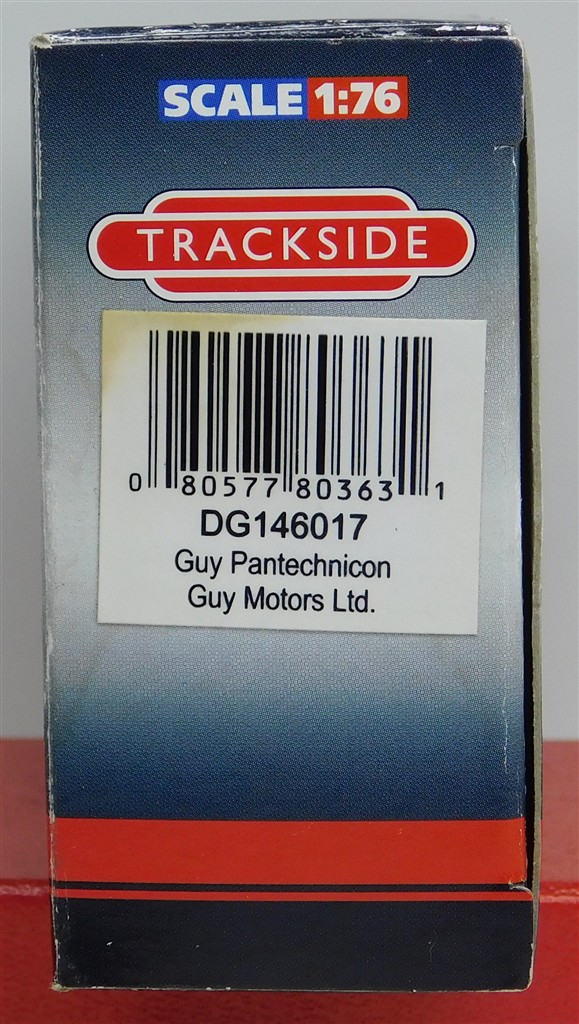 SCALE 1:76
TRACKSIDE
0 80577 80363 1
DG146017
Guy Pantechnicon
Guy Motors Ltd.